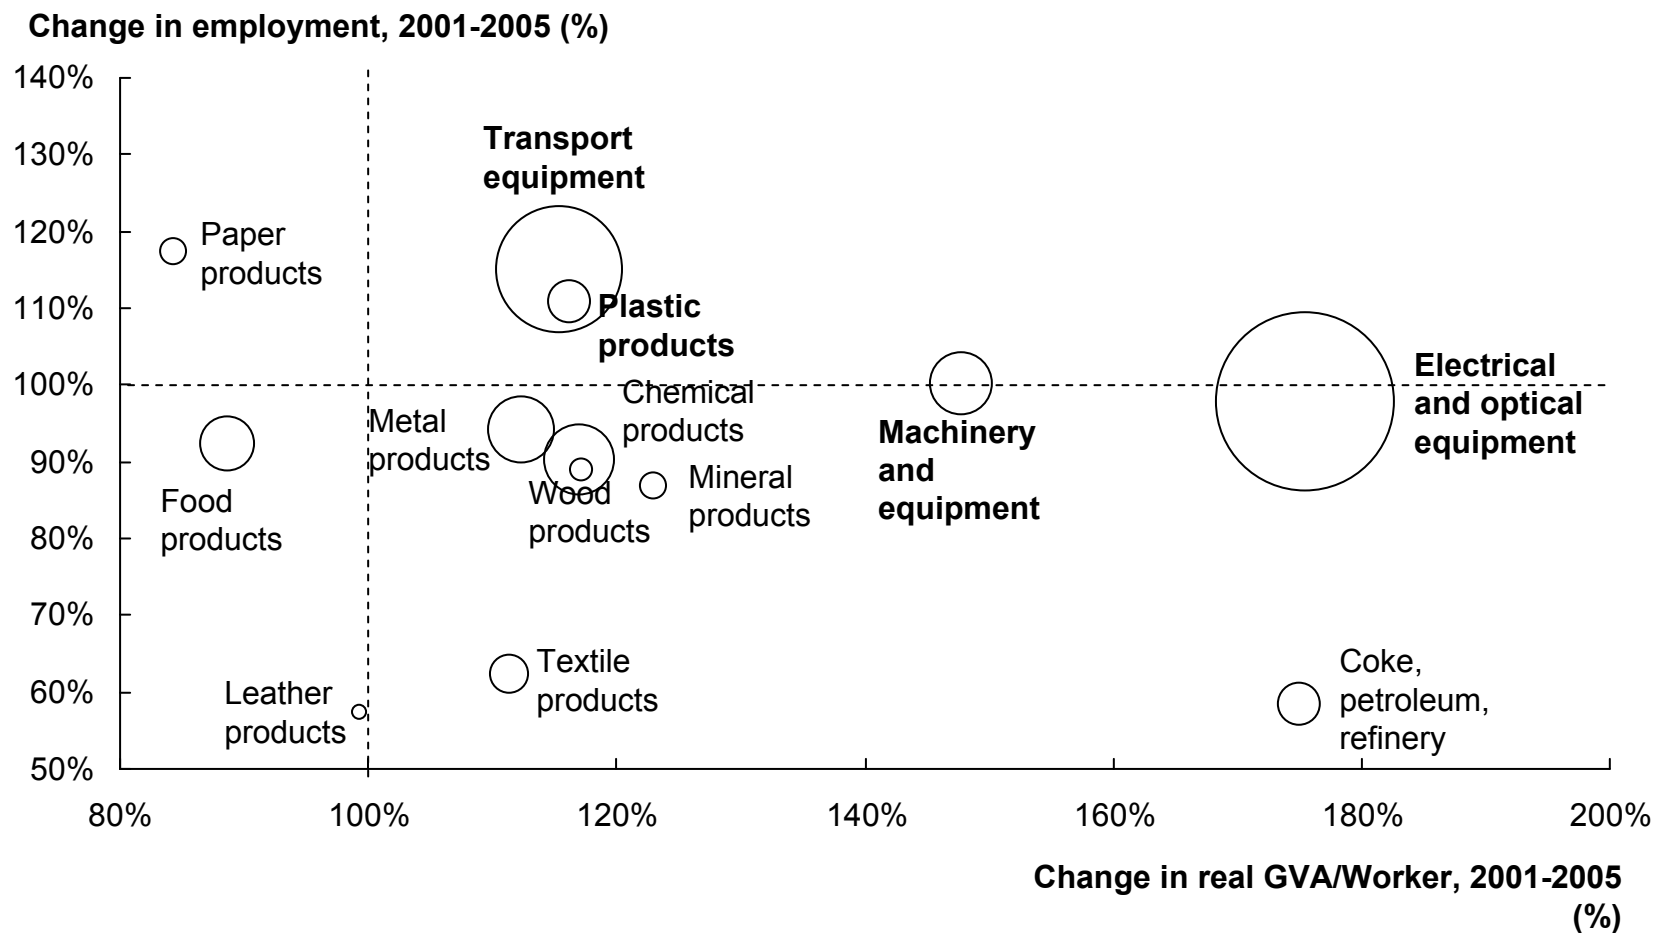 Change in employment, 2001-2005 (%)
140%
130%
120%
110%
100%
90%
80%
70%
60%
50%
Transport
equipment
Paper
products
Plastic
products
Chemical
products
Electrical
and optical
equipment
Metal
products
Machinery
and
equipment
Mineral
products
Wood
products
Food
products
Textile
products
Leather
products
Coke,
petroleum,
refinery
80%
100%
120%
140%
160%
180%
200%
Change in real GVA/Worker, 2001-2005
(%)